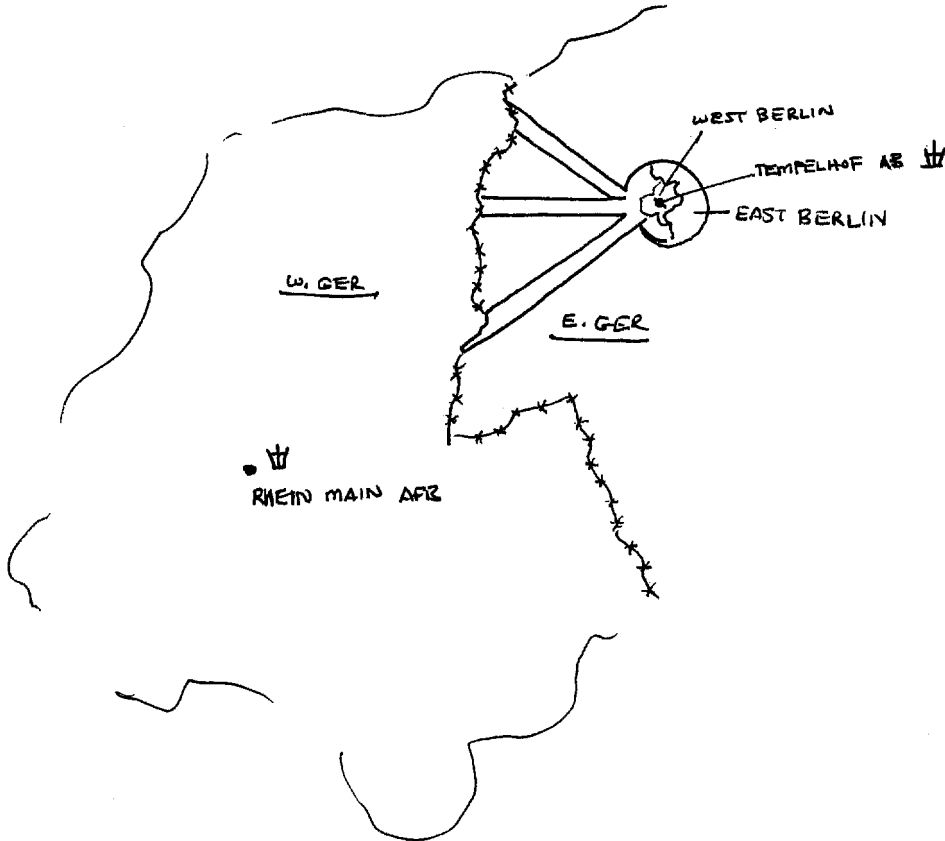 WEST BERLIN
TEMPELHOF AB
EAST BERLIN
W. GER
E. GER
RHEIN MAIN AFB